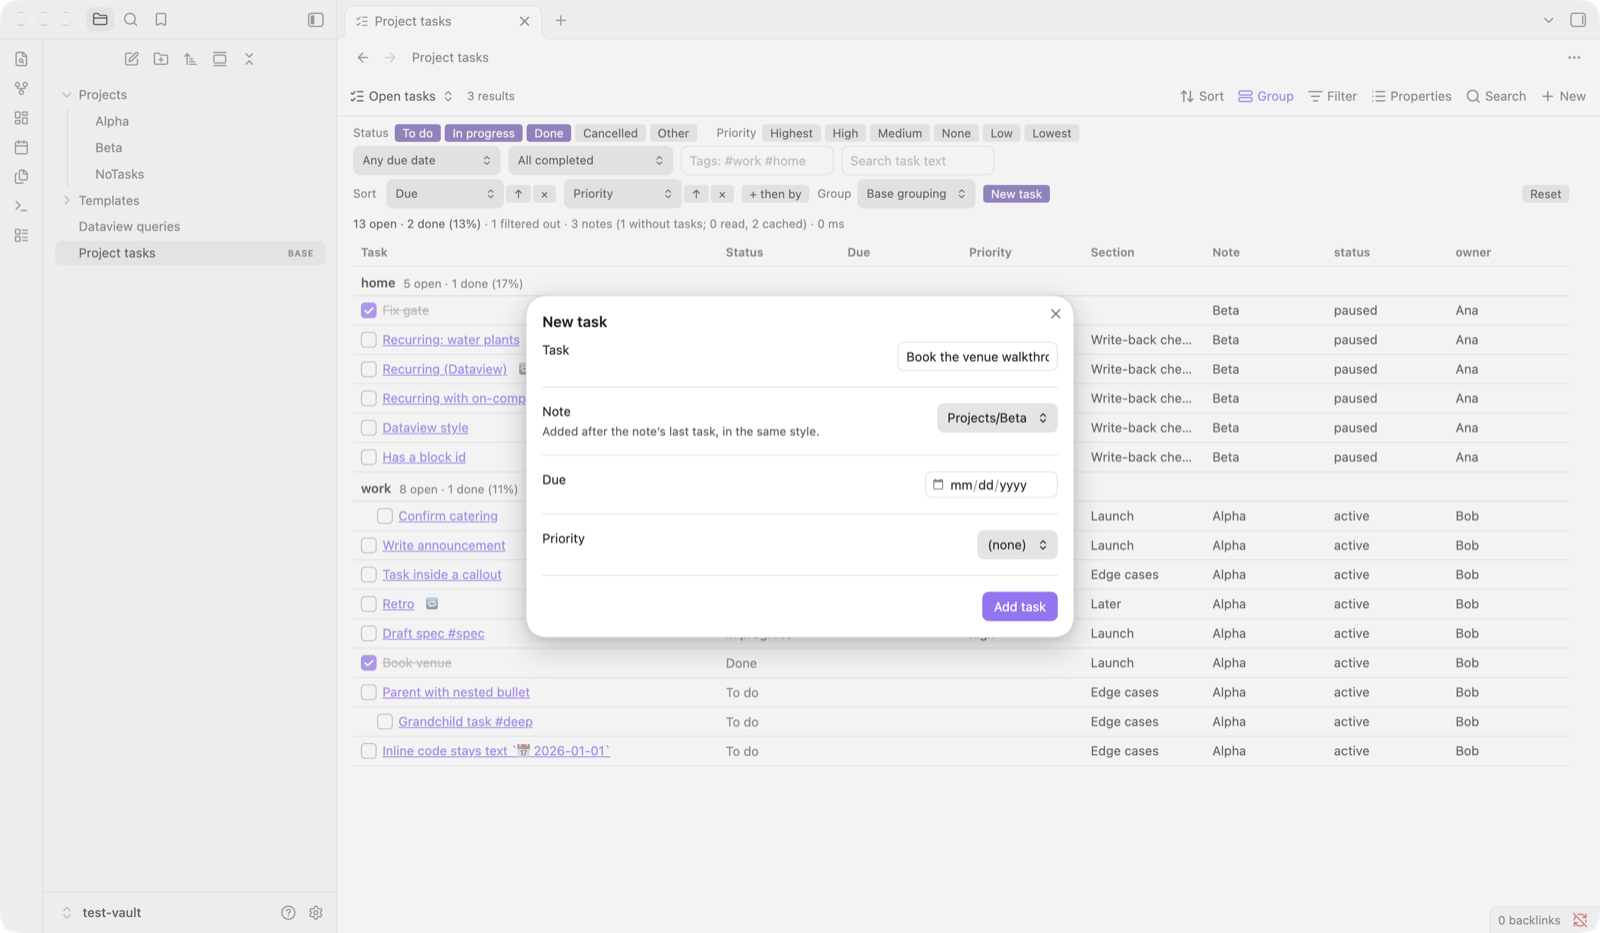 Project tasks
Project tasks
Open tasks 3 results Sort Group Filter Properties Search New
Projects
Alpha
Beta
NoTasks
Templates
Dataview queries
Project tasks BASE
Status To do In progress Done Cancelled Other Priority Highest High Medium None Low Lowest
Any due date All completed Tags: #work #home Search task text
Sort Due ↑ × Priority ↑ × + then by Group Base grouping New task Reset
13 open · 2 done (13%) · 1 filtered out · 3 notes (1 without tasks; 0 read, 2 cached) · 0 ms
Task Status Due Priority Section Note status owner
home 5 open · 1 done (17%)
Fix gate Beta paused Ana
Recurring: water plants Write-back che... Beta paused Ana
Recurring (Dataview) Write-back che... Beta paused Ana
Recurring with on-comp Write-back che... Beta paused Ana
Dataview style Write-back che... Beta paused Ana
Has a block id Write-back che... Beta paused Ana
work 8 open · 1 done (11%)
Confirm catering Launch Alpha active Bob
Write announcement Launch Alpha active Bob
Task inside a callout Edge cases Alpha active Bob
Retro Later Alpha active Bob
Draft spec #spec Launch Alpha active Bob
Book venue Done Launch Alpha active Bob
Parent with nested bullet To do Edge cases Alpha active Bob
Grandchild task #deep To do Edge cases Alpha active Bob
Inline code stays text `📅 2026-01-01` To do Edge cases Alpha active Bob
New task
Task Book the venue walkthr
Note Projects/Beta
Added after the note's last task, in the same style.
Due mm/dd/yyyy
Priority (none)
Add task
test-vault
0 backlinks